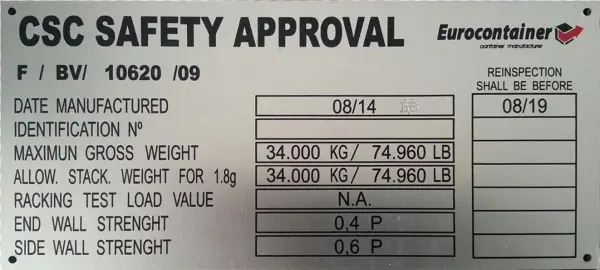 CSC SAFETY APPROVAL
Eurocontainer
container manufacturer
F / BV/ 10620 /09
REINSPECTION
SHALL BE BEFORE
DATE MANUFACTURED 08/14 08/19
IDENTIFICATION Nº
MAXIMUN GROSS WEIGHT 34.000 KG/ 74.960 LB
ALLOW. STACK. WEIGHT FOR 1.8g 34.000 KG/ 74.960 LB
RACKING TEST LOAD VALUE N.A.
END WALL STRENGHT 0,4 P
SIDE WALL STRENGHT 0,6 P